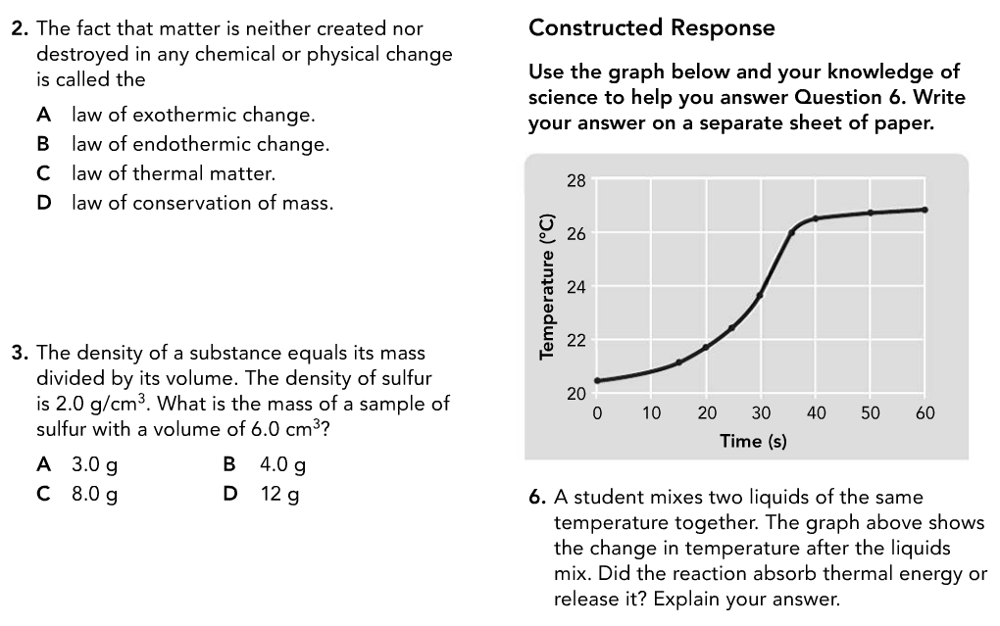 2. The fact that matter is neither created nor
destroyed in any chemical or physical change
is called the
A law of exothermic change.
B law of endothermic change.
C law of thermal matter.
D law of conservation of mass.
3. The density of a substance equals its mass
divided by its volume. The density of sulfur
is 2.0 g/cm³. What is the mass of a sample of
sulfur with a volume of 6.0 cm³?
A 3.0 g B 4.0 g
C 8.0 g D 12 g
Constructed Response
Use the graph below and your knowledge of
science to help you answer Question 6. Write
your answer on a separate sheet of paper.
Temperature (°C)
28
26
24
22
20
0 10 20 30 40 50 60
Time (s)
6. A student mixes two liquids of the same
temperature together. The graph above shows
the change in temperature after the liquids
mix. Did the reaction absorb thermal energy or
release it? Explain your answer.